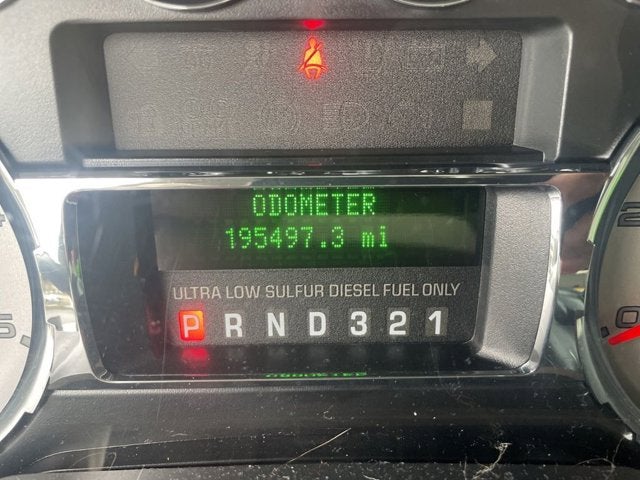 ODOMETER
195497.3 mi
ULTRA LOW SULFUR DIESEL FUEL ONLY
P R N D 3 2 1